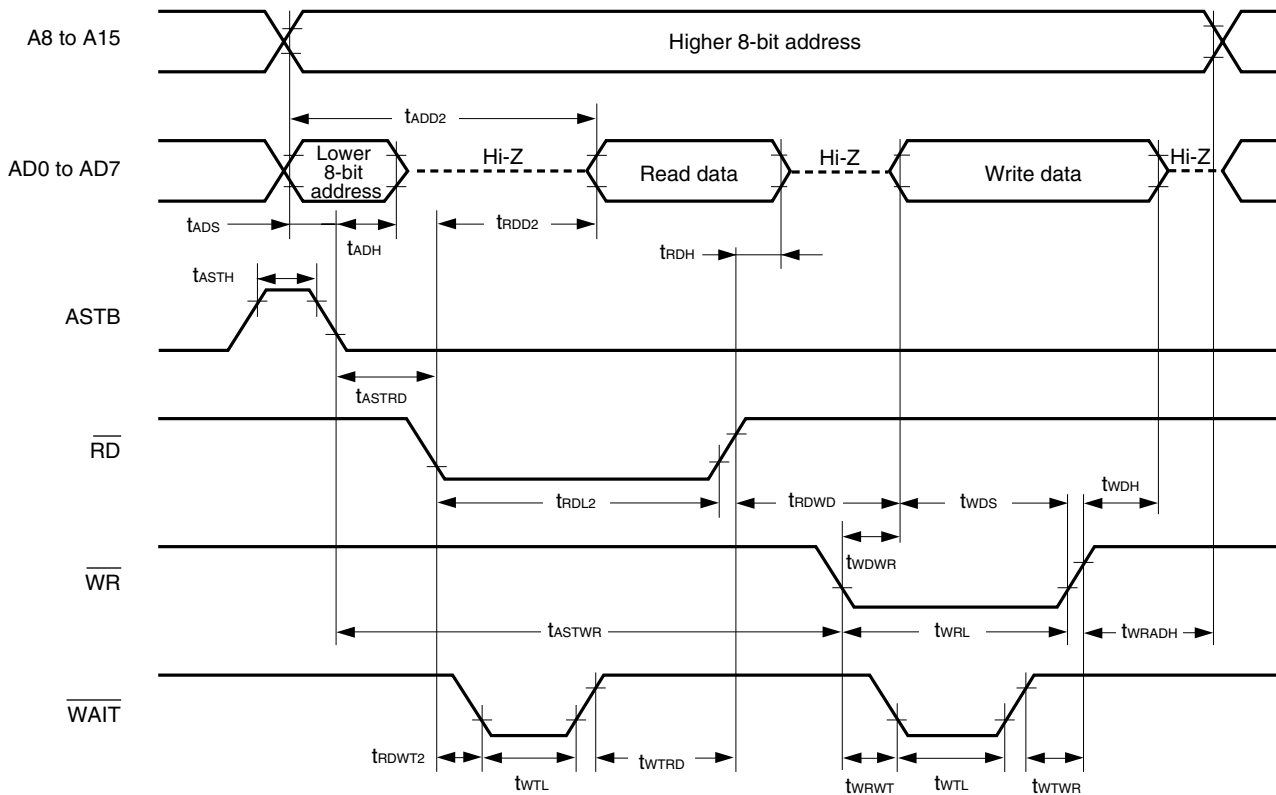 A8 to A15
Higher 8-bit address
tADD2
AD0 to AD7
Lower
8-bit
address
Hi-Z
Read data
Hi-Z
Write data
Hi-Z
tADS
tADH
tRDD2
tRDH
tASTH
ASTB
tASTRD
RD
tRDL2
tRDWD
tWDS
tWDH
tWDWR
WR
tASTWR
tWRL
tWRADH
WAIT
tRDWT2
tWTL
tWTRD
tWRWT
tWTL
tWTWR